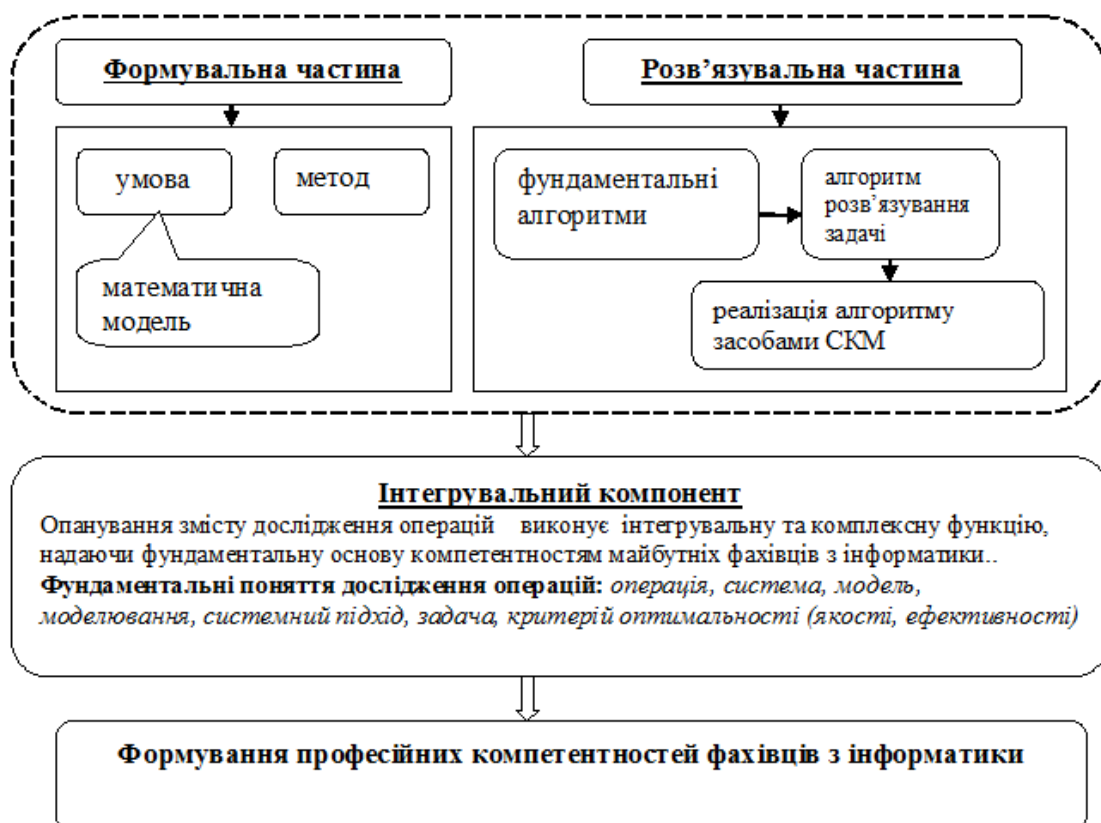 Формувальна частина
Розв’язувальна частина
умова
метод
математична
модель
фундаментальні
алгоритми
алгоритм
розв’язування
задачі
реалізація алгоритму
засобами СКМ
Інтегрувальний компонент
Опанування змісту дослідження операцій виконує інтегрувальну та комплексну функцію,
надаючи фундаментальну основу компетентностям майбутніх фахівців з інформатики..
Фундаментальні поняття дослідження операцій: операція, система, модель,
моделювання, системний підхід, задача, критерій оптимальності (якості, ефективності)
Формування професійних компетентностей фахівців з інформатики